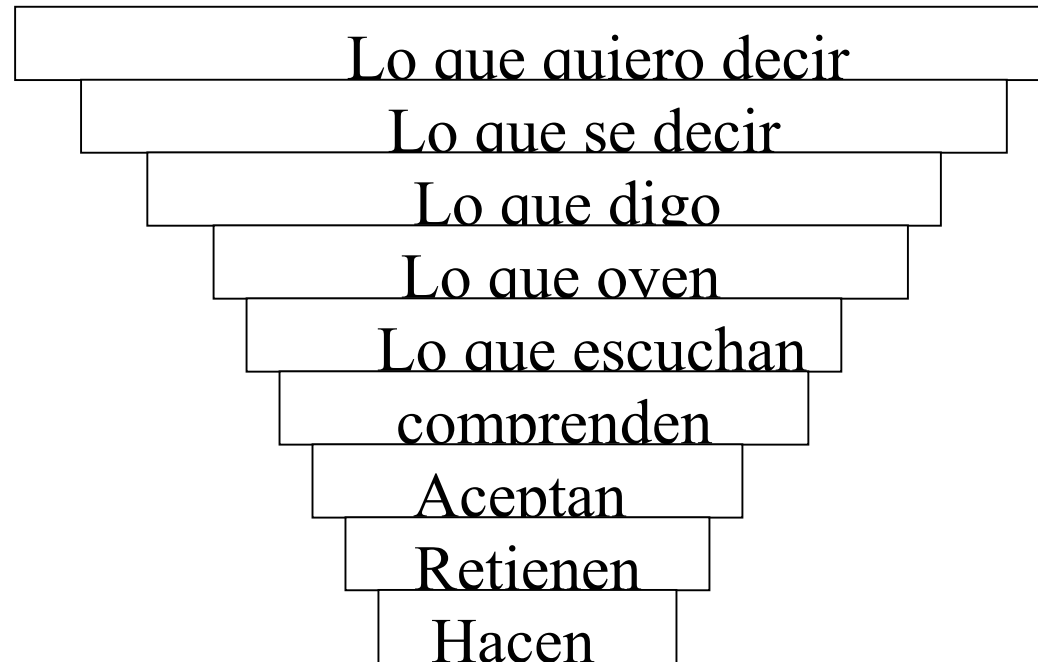 Lo que quiero decir
Lo que se decir
Lo que digo
Lo que oyen
Lo que escuchan
comprenden
Aceptan
Retienen
Hacen